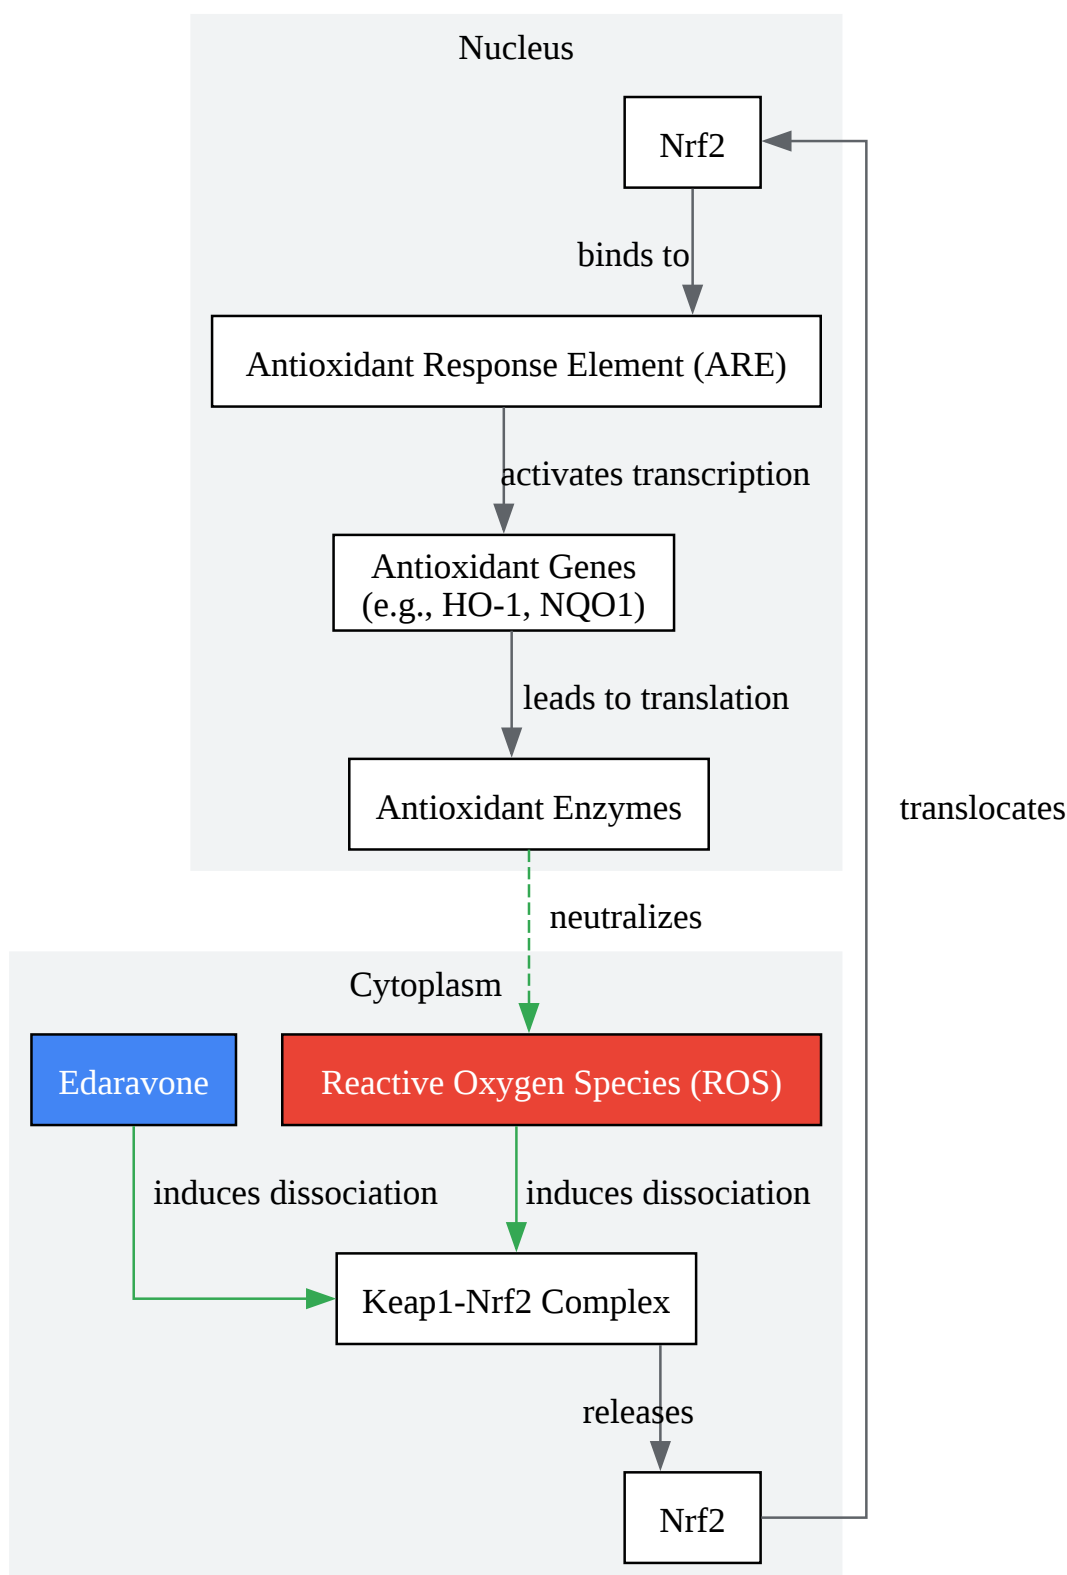 Nucleus
Nrf2
binds to
Antioxidant Response Element (ARE)
activates transcription
Antioxidant Genes
(e.g., HO-1, NQO1)
leads to translation
Antioxidant Enzymes
translocates
neutralizes
Cytoplasm
Edaravone
Reactive Oxygen Species (ROS)
induces dissociation
induces dissociation
Keap1-Nrf2 Complex
releases
Nrf2